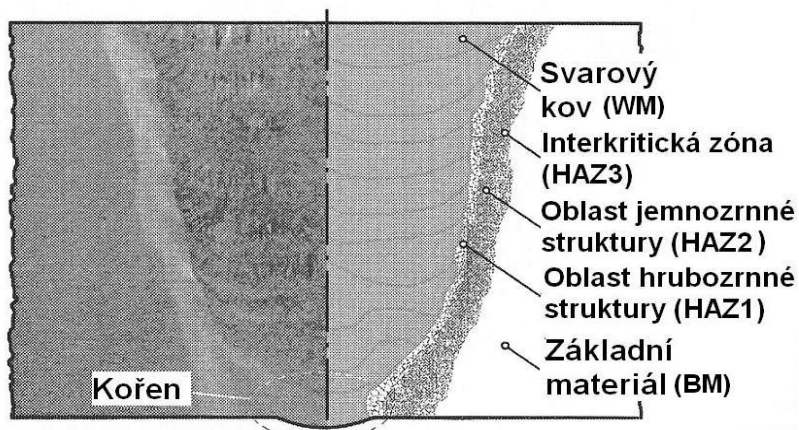 Svarový
kov (WM)
Interkritická zóna
(HAZ3)
Oblast jemnozrnné
struktury (HAZ2)
Oblast hrubozrnné
struktury (HAZ1)
Základní
materiál (BM)
Kořen